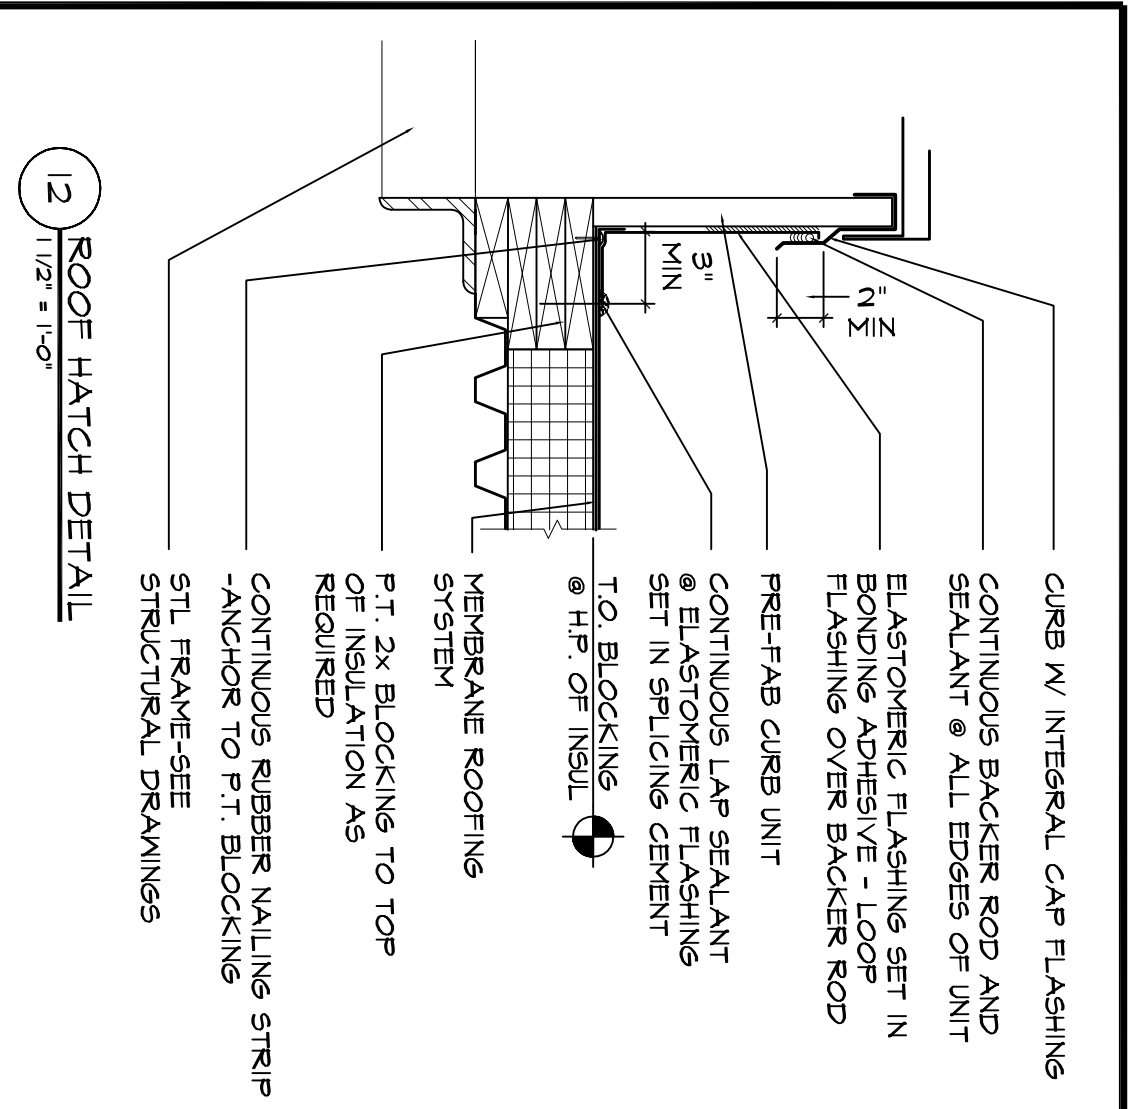 CURB W/ INTEGRAL CAP FLASHING
CONTINUOUS BACKER ROD AND
SEALANT @ ALL EDGES OF UNIT
ELASTOMERIC FLASHING SET IN
BONDING ADHESIVE - LOOP
FLASHING OVER BACKER ROD
PRE-FAB CURB UNIT
CONTINUOUS LAP SEALANT
@ ELASTOMERIC FLASHING
SET IN SPLICING CEMENT
T.O. BLOCKING
@ H.P. OF INSUL
MEMBRANE ROOFING
SYSTEM
P.T. 2x BLOCKING TO TOP
OF INSULATION AS
REQUIRED
CONTINUOUS RUBBER NAILING STRIP
-ANCHOR TO P.T. BLOCKING
STL FRAME-SEE
STRUCTURAL DRAWINGS
2"
MIN
3"
MIN
12
ROOF HATCH DETAIL
1 1/2" = 1'-0"